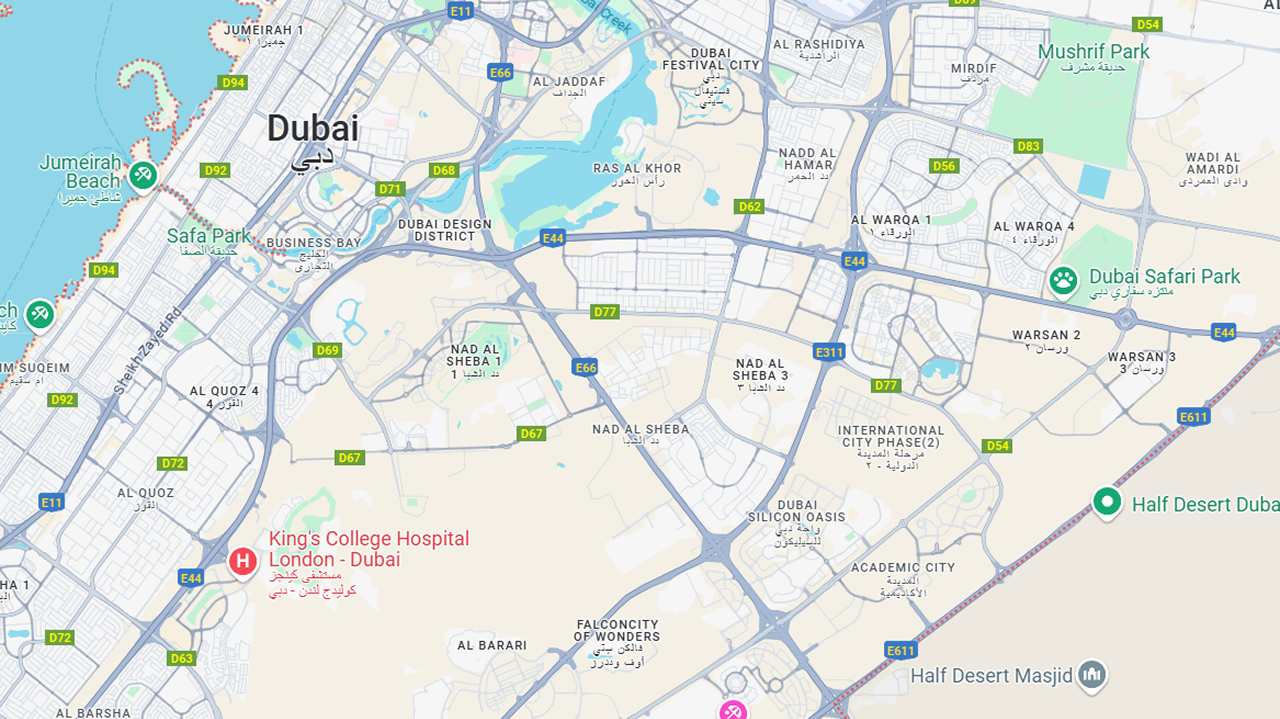 E11
D89
D54
JUMEIRAH 1
جميرا ١
Dubai Creek
DUBAI
FESTIVAL CITY
دبي
فستيفال
سيتي
AL RASHIDIYA
الراشدية
Mushrif Park
حديقة مشرف
E66
D94
AL JADDAF
الجداف
MIRDIF
مردف
Dubai
دبي
D83
Jumeirah
Beach
شاطئ جميرا
D92
D68
RAS AL KHOR
رأس الخور
NADD AL
HAMAR
ند الحمر
D56
WADI AL
AMARDI
وادي العمردي
D71
D62
Safa Park
حديقة الصفا
BUSINESS BAY
الخليج
التجاري
DUBAI DESIGN
DISTRICT
E44
AL WARQA 1
الورقاء ١
AL WARQA 4
الورقاء ٤
D94
E44
Dubai Safari Park
منتزه سفاري دبي
D77
Sheikh Zayed Rd
D69
NAD AL
SHEBA 1
ند الشبا 1
E66
E311
NAD AL
SHEBA 3
ند الشبا ٣
WARSAN 2
ورسان ٢
E44
WARSAN 3
ورسان 3
SUQEIM
أم سقيم
D92
AL QUOZ 4
القوز 4
D77
E611
D67
NAD AL SHEBA
ند الشبا
INTERNATIONAL
CITY PHASE(2)
مرحلة المدينة
الدولية - ٢
D54
D67
D72
AL QUOZ
القوز
E11
DUBAI
SILICON OASIS
واحة دبي
للسيليكون
Half Desert Duba
King's College Hospital
London - Dubai
مستشفى كينجز
كوليدج لندن - دبي
H
E44
ACADEMIC CITY
المدينة
الأكاديمية
HA 1
D72
D63
AL BARARI
FALCONCITY
OF WONDERS
فالكن سيتي
أوف وندرز
E611
Half Desert Masjid
AL BARSHA